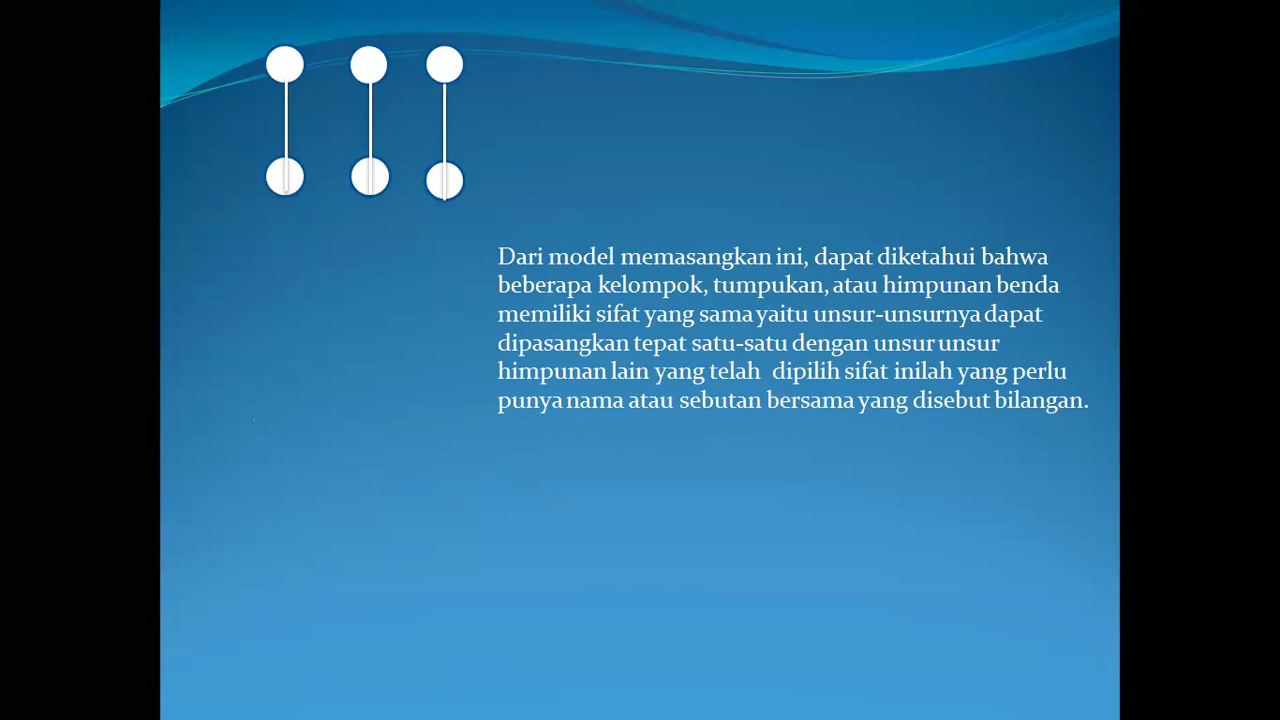 Dari model memasangkan ini, dapat diketahui bahwa
beberapa kelompok, tumpukan, atau himpunan benda
memiliki sifat yang sama yaitu unsur-unsurnya dapat
dipasangkan tepat satu-satu dengan unsur unsur
himpunan lain yang telah dipilih sifat inilah yang perlu
punya nama atau sebutan bersama yang disebut bilangan.